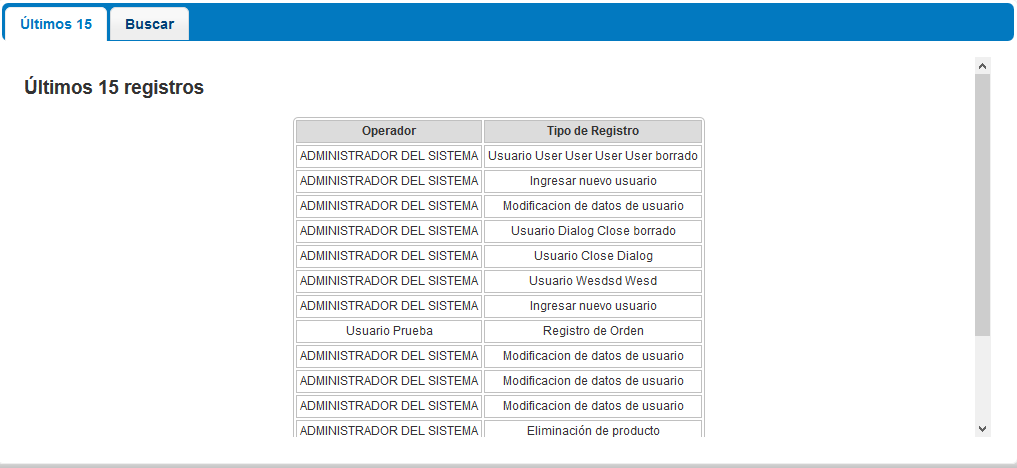 Últimos 15 Buscar
Últimos 15 registros
Operador Tipo de Registro
ADMINISTRADOR DEL SISTEMA Usuario User User User User borrado
ADMINISTRADOR DEL SISTEMA Ingresar nuevo usuario
ADMINISTRADOR DEL SISTEMA Modificacion de datos de usuario
ADMINISTRADOR DEL SISTEMA Usuario Dialog Close borrado
ADMINISTRADOR DEL SISTEMA Usuario Close Dialog
ADMINISTRADOR DEL SISTEMA Usuario Wesdsd Wesd
ADMINISTRADOR DEL SISTEMA Ingresar nuevo usuario
Usuario Prueba Registro de Orden
ADMINISTRADOR DEL SISTEMA Modificacion de datos de usuario
ADMINISTRADOR DEL SISTEMA Modificacion de datos de usuario
ADMINISTRADOR DEL SISTEMA Modificacion de datos de usuario
ADMINISTRADOR DEL SISTEMA Eliminación de producto